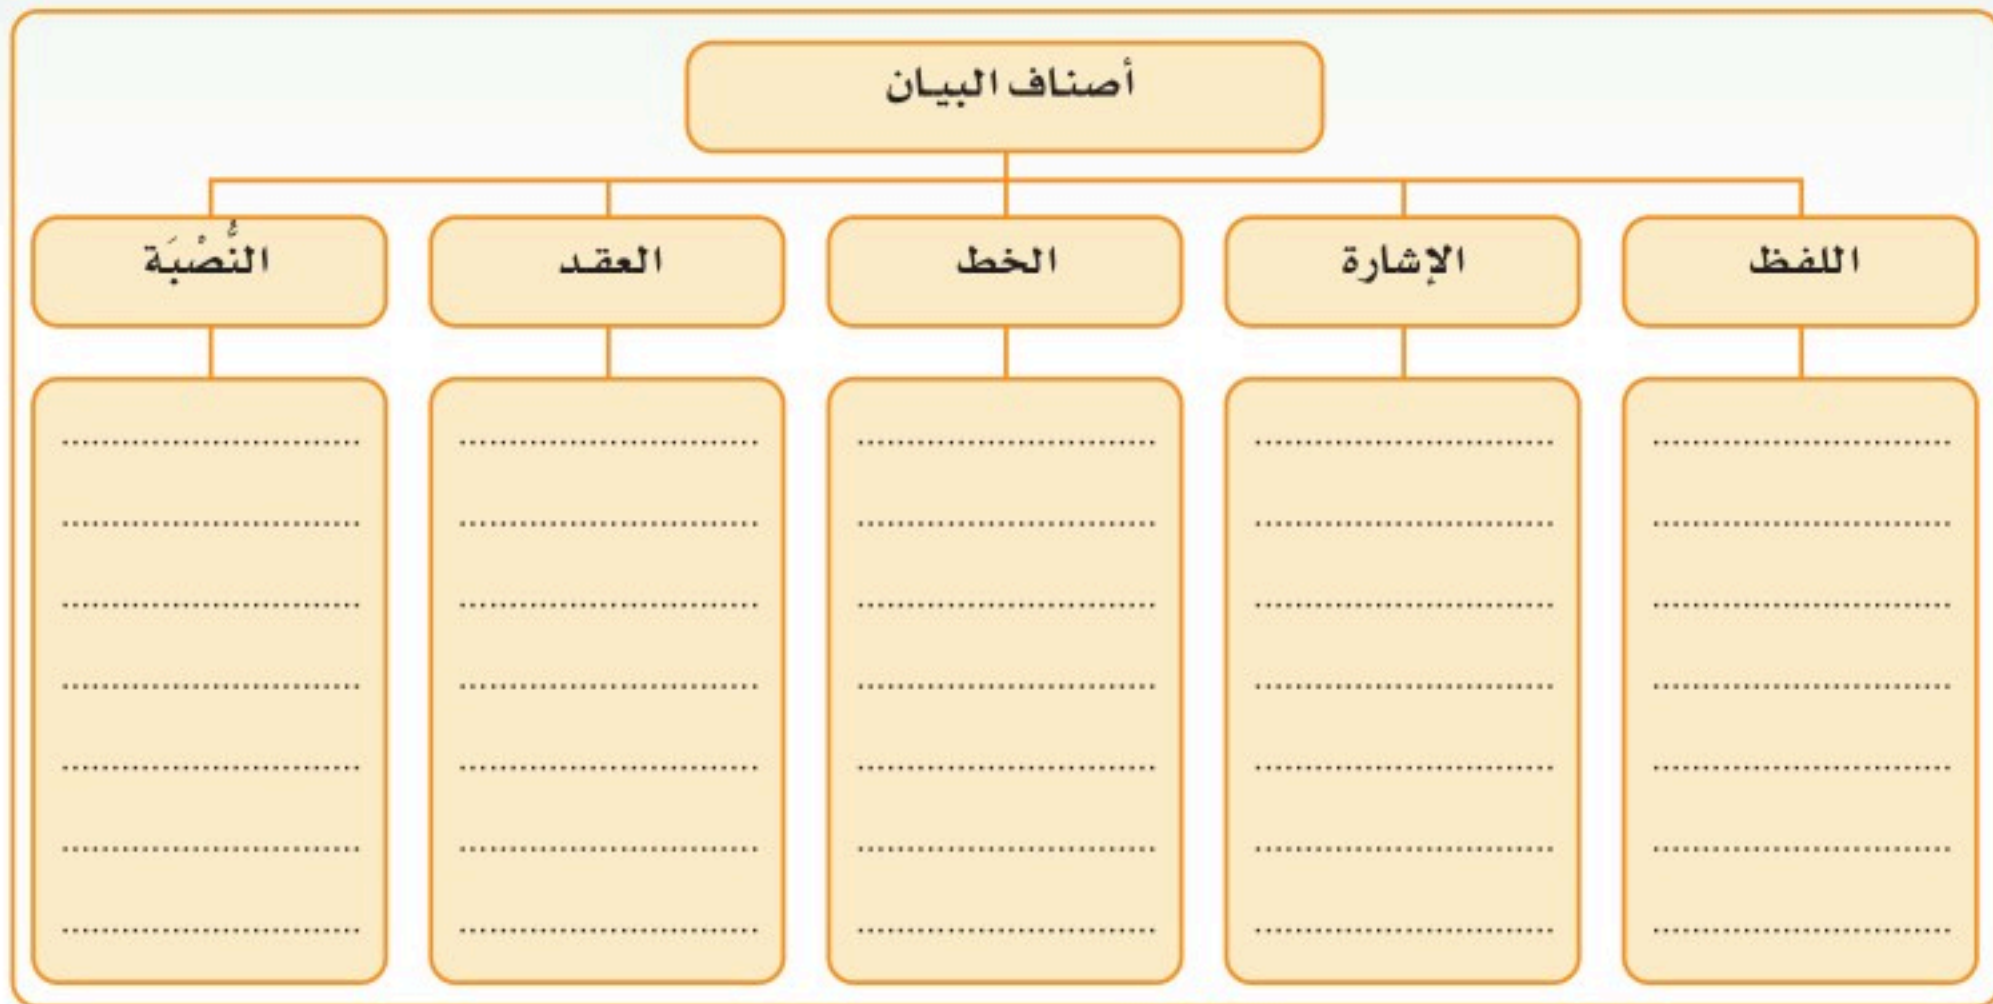 أصناف البيان
اللفظ
الإشارة
الخط
العقد
النُّصْبَة